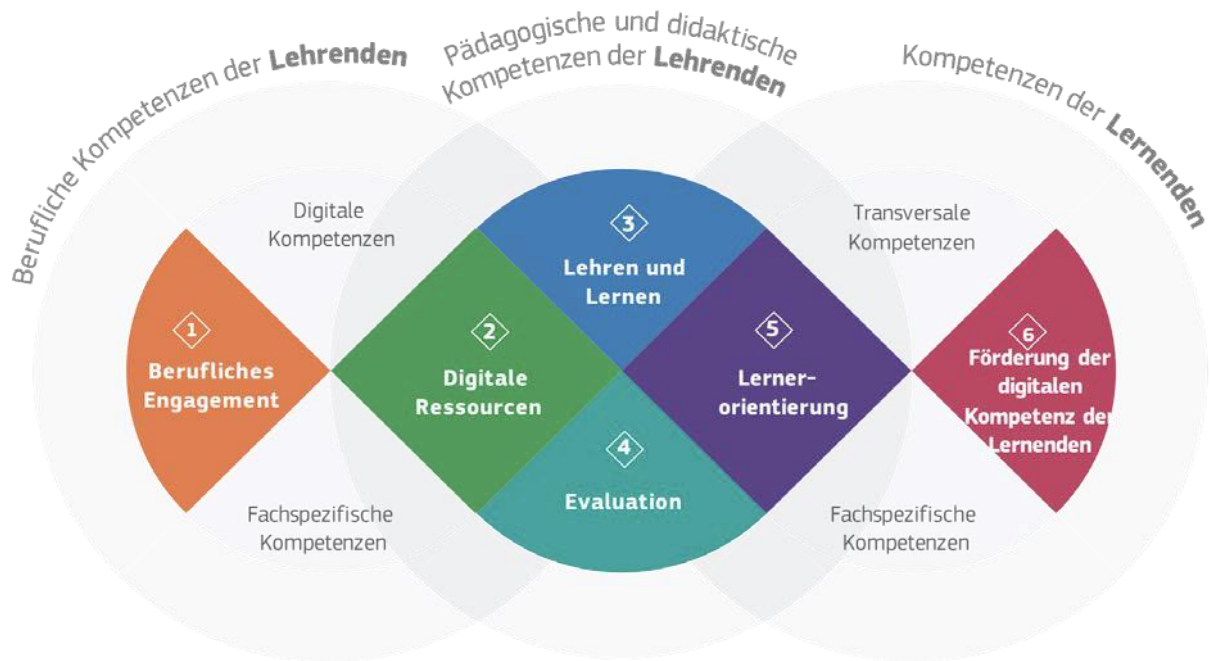 Berufliche Kompetenzen der Lehrenden
Pädagogische und didaktische
Kompetenzen der Lehrenden
Kompetenzen der Lernenden
Digitale
Kompetenzen
Transversale
Kompetenzen
3
Lehren und
Lernen
1
Berufliches
Engagement
2
Digitale
Ressourcen
5
Lerner-
orientierung
6
Förderung der
digitalen
Kompetenz der
Lernenden
4
Evaluation
Fachspezifische
Kompetenzen
Fachspezifische
Kompetenzen